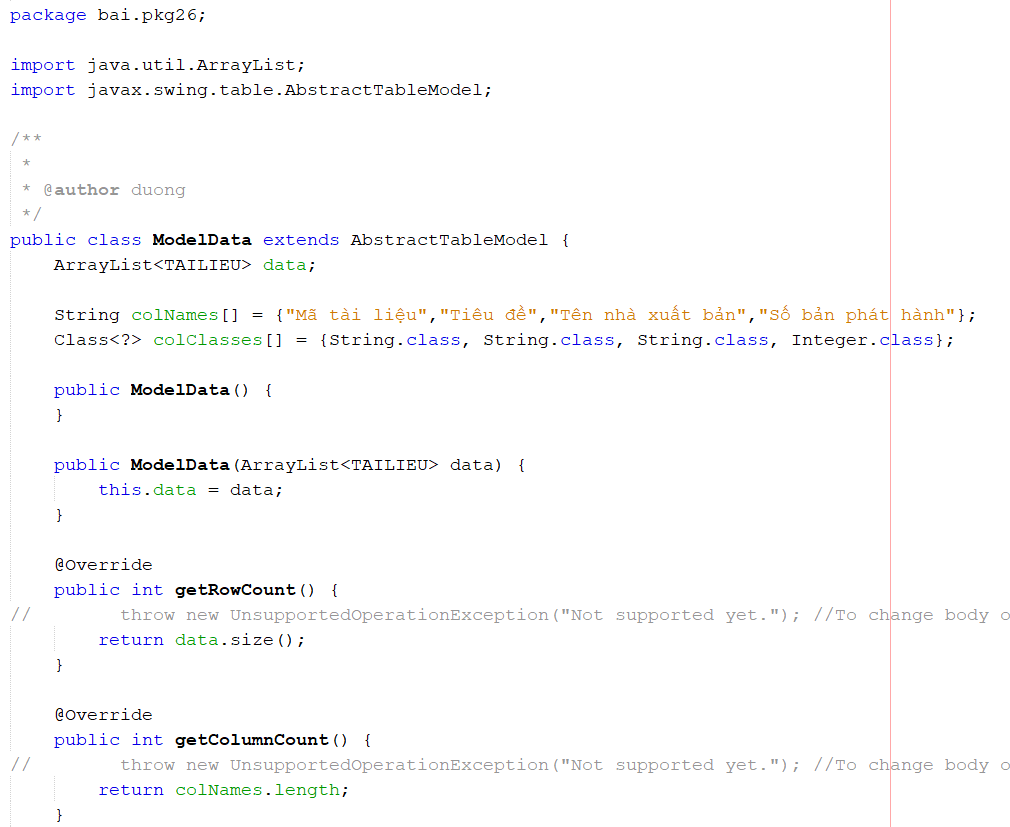 package bai.pkg26;
import java.util.ArrayList;
import javax.swing.table.AbstractTableModel;
/**
*
* @author duong
*/
public class ModelData extends AbstractTableModel {
ArrayList<TAILIEU> data;
String colNames[] = {"Mã tài liệu","Tiêu đề","Tên nhà xuất bản","Số bản phát hành"};
Class<?> colClasses[] = {String.class, String.class, String.class, Integer.class};
public ModelData() {
}
public ModelData(ArrayList<TAILIEU> data) {
this.data = data;
}
@Override
public int getRowCount() {
// throw new UnsupportedOperationException("Not supported yet."); //To change body o
return data.size();
}
@Override
public int getColumnCount() {
// throw new UnsupportedOperationException("Not supported yet."); //To change body o
return colNames.length;
}